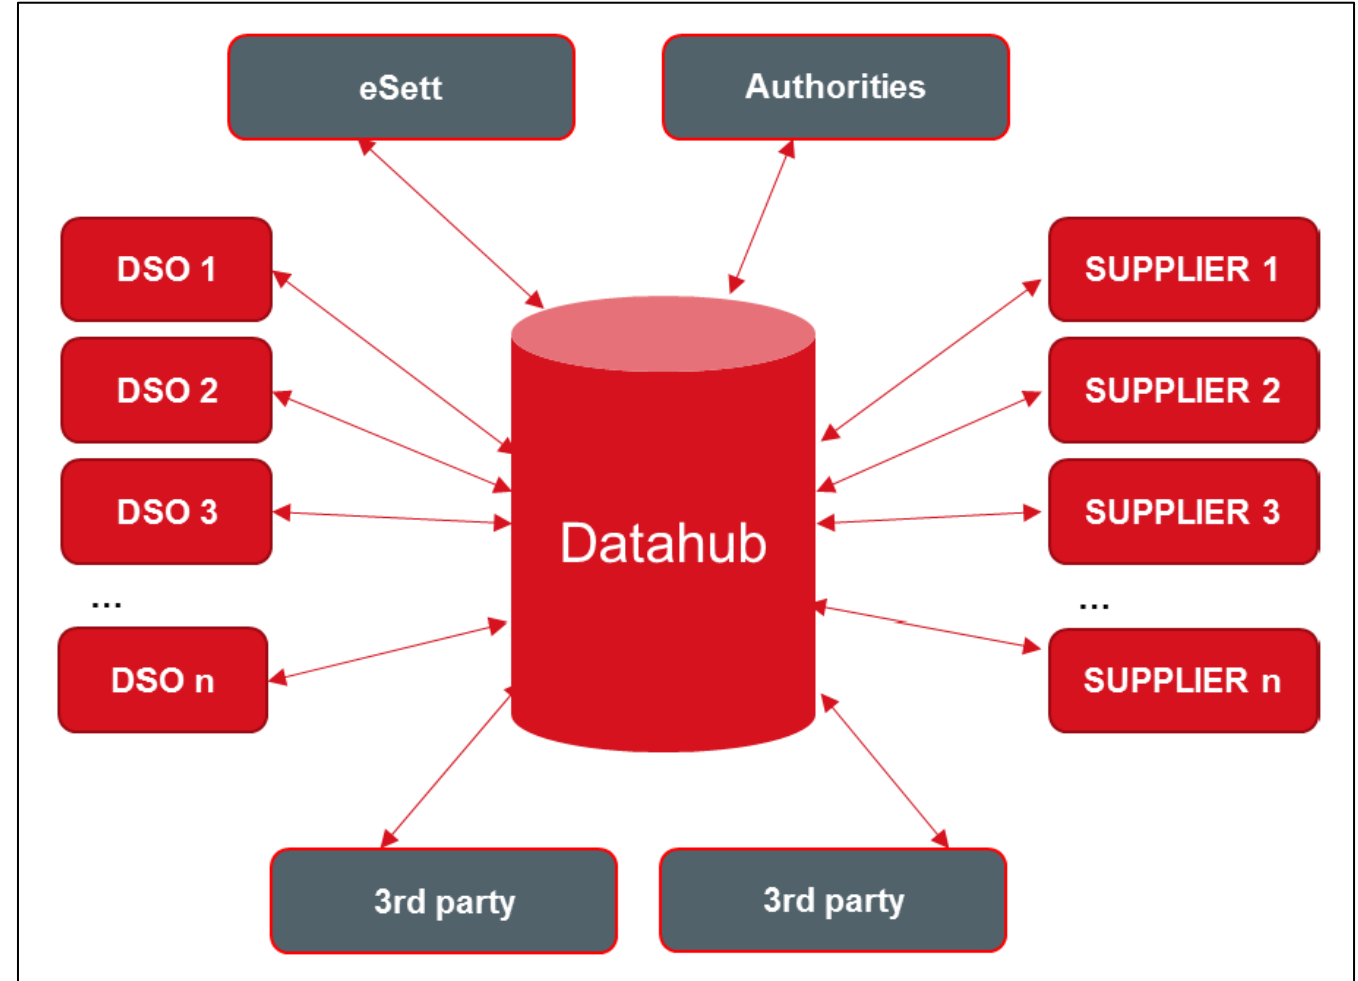 eSett
Authorities
DSO 1
SUPPLIER 1
DSO 2
SUPPLIER 2
DSO 3
SUPPLIER 3
Datahub
...
...
DSO n
SUPPLIER n
3rd party
3rd party